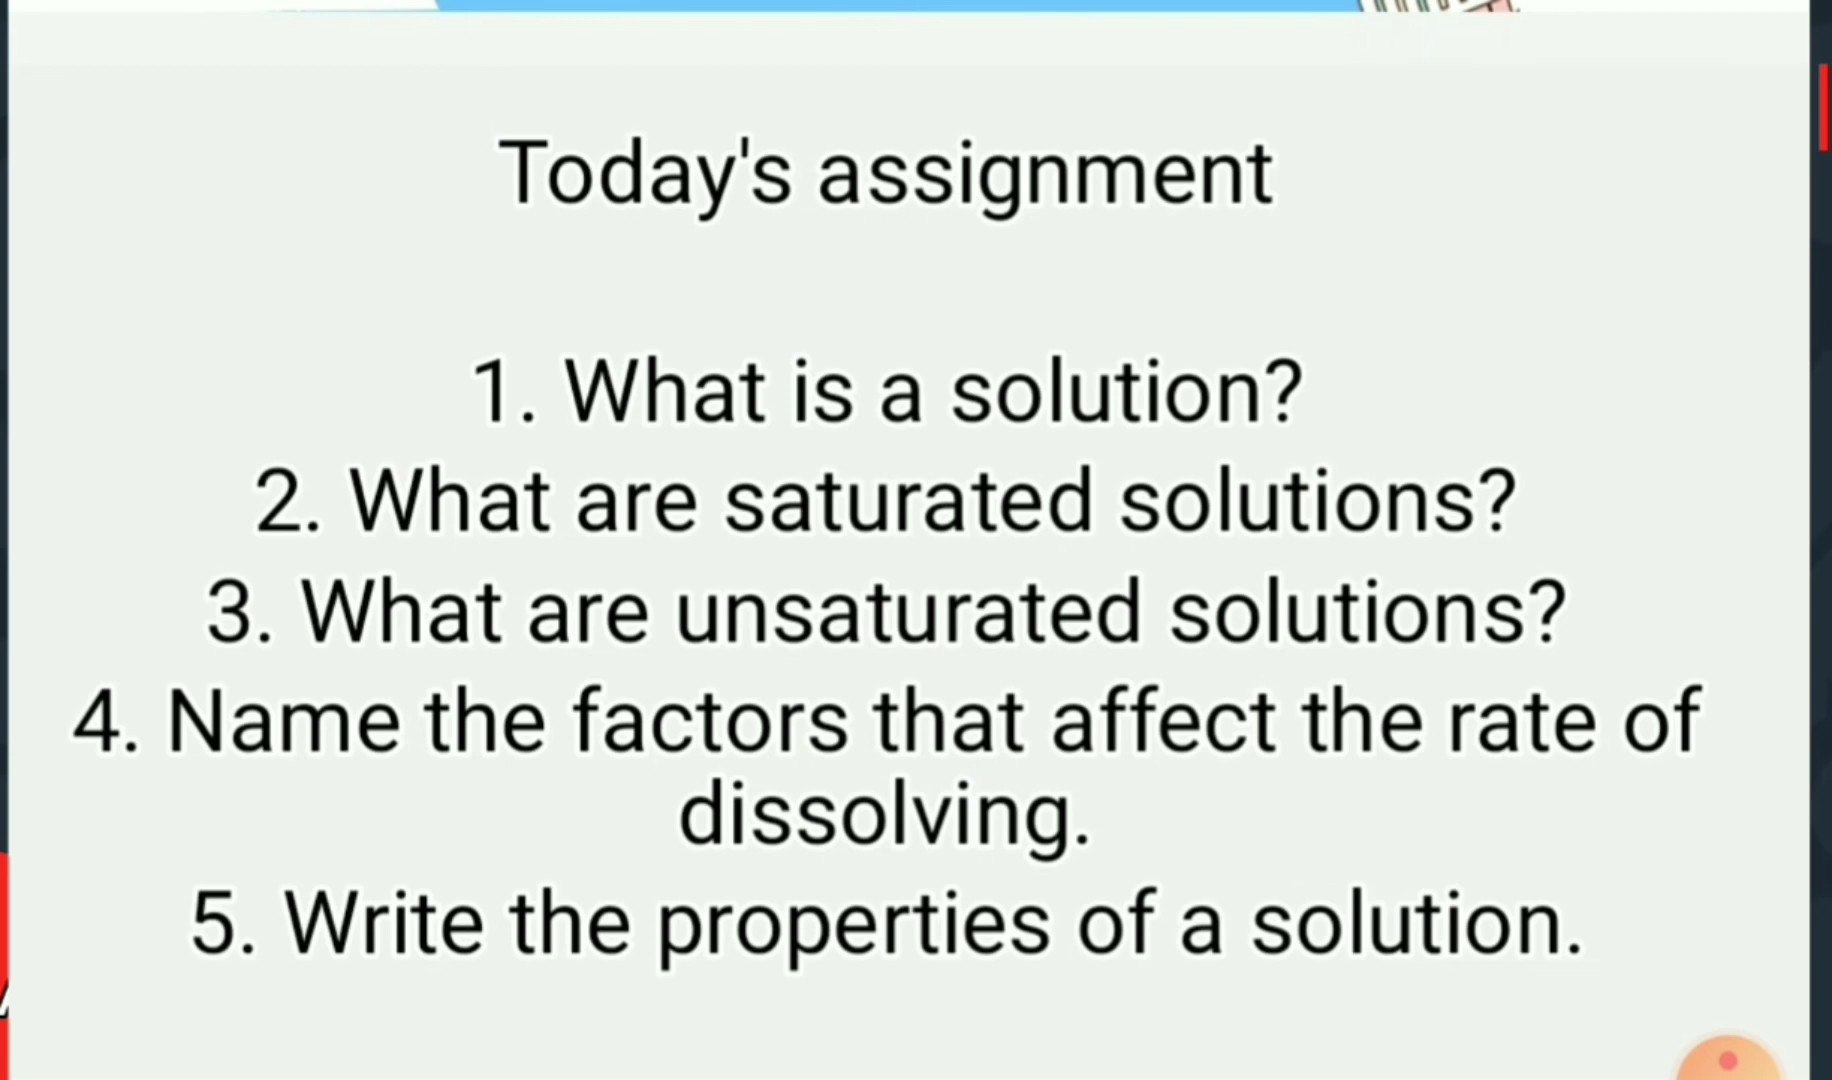 Today's assignment
1. What is a solution?
2. What are saturated solutions?
3. What are unsaturated solutions?
4. Name the factors that affect the rate of
dissolving.
5. Write the properties of a solution.